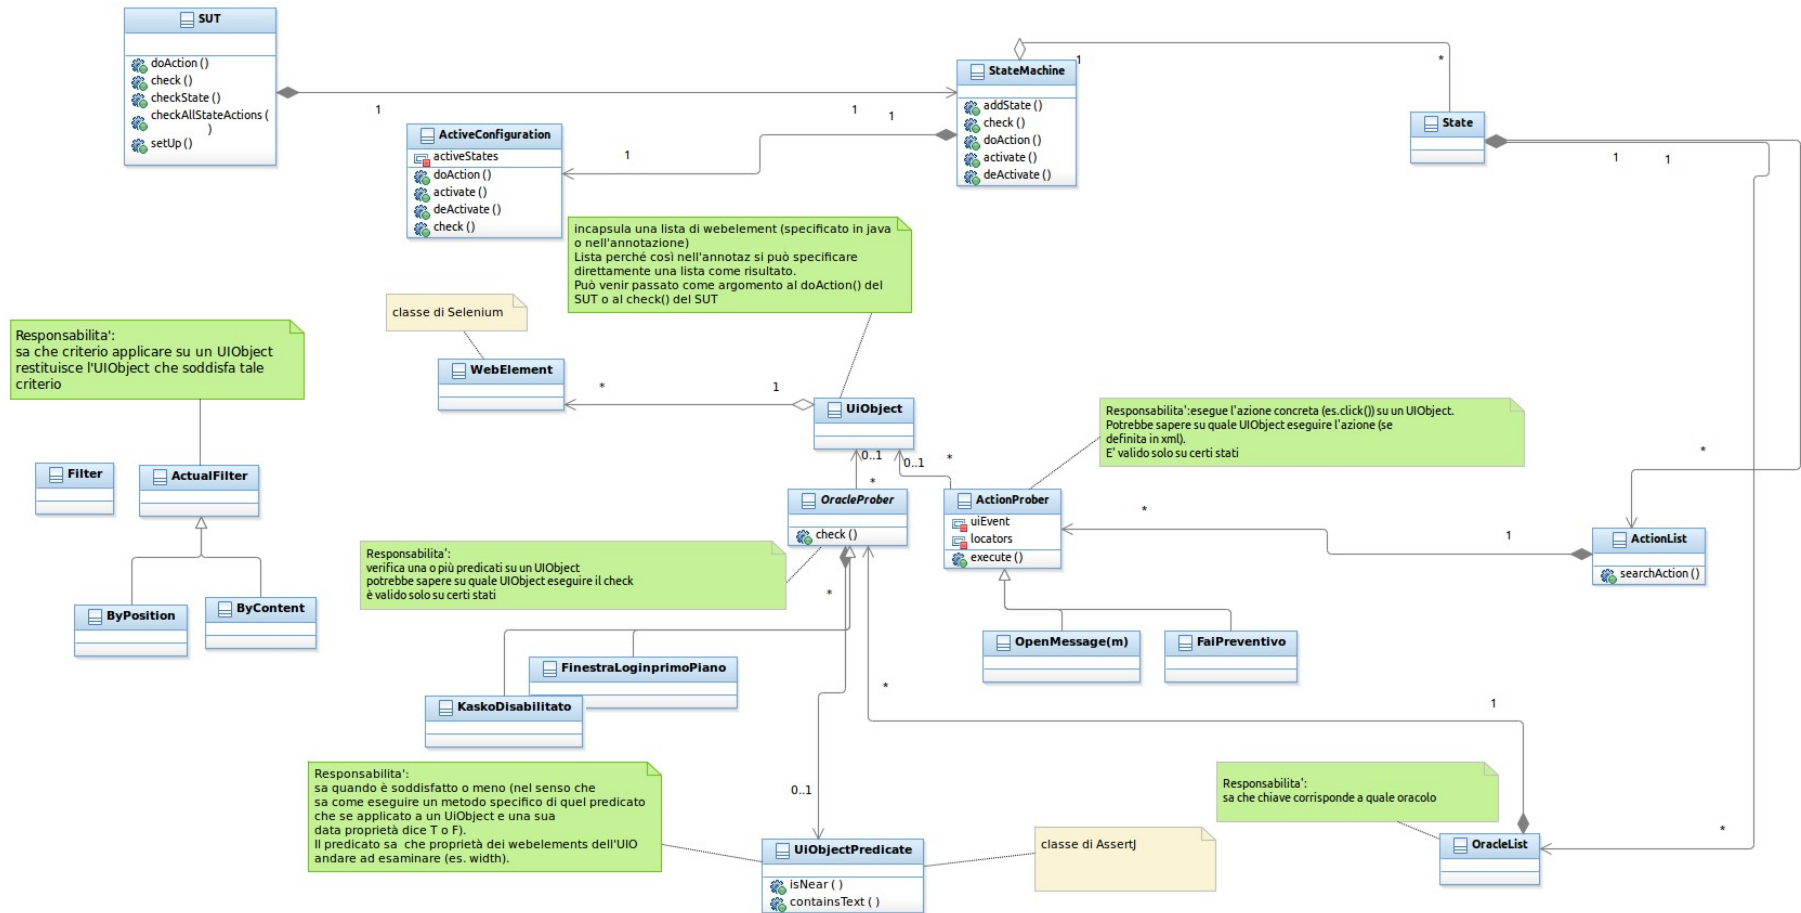 SUT
doAction ( )
check ( )
checkState ( )
checkAllStateActions (
)
setUp ( )
1
1
StateMachine
addState ( )
check ( )
doAction ( )
activate ( )
deActivate ( )
1
*
State
1
1
1
1
ActiveConfiguration
activeStates
doAction ( )
activate ( )
deActivate ( )
check ( )
incapsula una lista di webelement (specificato in java
o nell'annotazione)
Lista perché così nell'annotaz si può specificare
direttamente una lista come risultato.
Può venir passato come argomento al doAction() del
SUT o al check() del SUT
classe di Selenium
Responsabilita':
sa che criterio applicare su un UIObject
restituisce l'UIObject che soddisfa tale
criterio
WebElement
*
1
UiObject
Responsabilita':esegue l'azione concreta (es.click()) su un UIObject.
Potrebbe sapere su quale UIObject eseguire l'azione (se
definita in xml).
E' valido solo su certi stati
Filter
ActualFilter
0..1
*
0..1
*
*
OracleProber
check ( )
ActionProber
uiEvent
locators
execute ( )
*
1
ActionList
searchAction ( )
Responsabilita':
verifica una o più predicati su un UIObject
potrebbe sapere su quale UIObject eseguire il check
è valido solo su certi stati
*
ByPosition
ByContent
OpenMessage(m)
FaiPreventivo
FinestraLoginprimoPiano
KaskoDisabilitato
*
1
Responsabilita':
sa quando è soddisfatto o meno (nel senso che
sa come eseguire un metodo specifico di quel predicato
che se applicato a un UiObject e una sua
data proprietà dice T o F).
Il predicato sa che proprietà dei webelements dell'UIO
andare ad esaminare (es. width).
0..1
Responsabilita':
sa che chiave corrisponde a quale oracolo
*
UiObjectPredicate
isNear ( )
containsText ( )
classe di AssertJ
OracleList